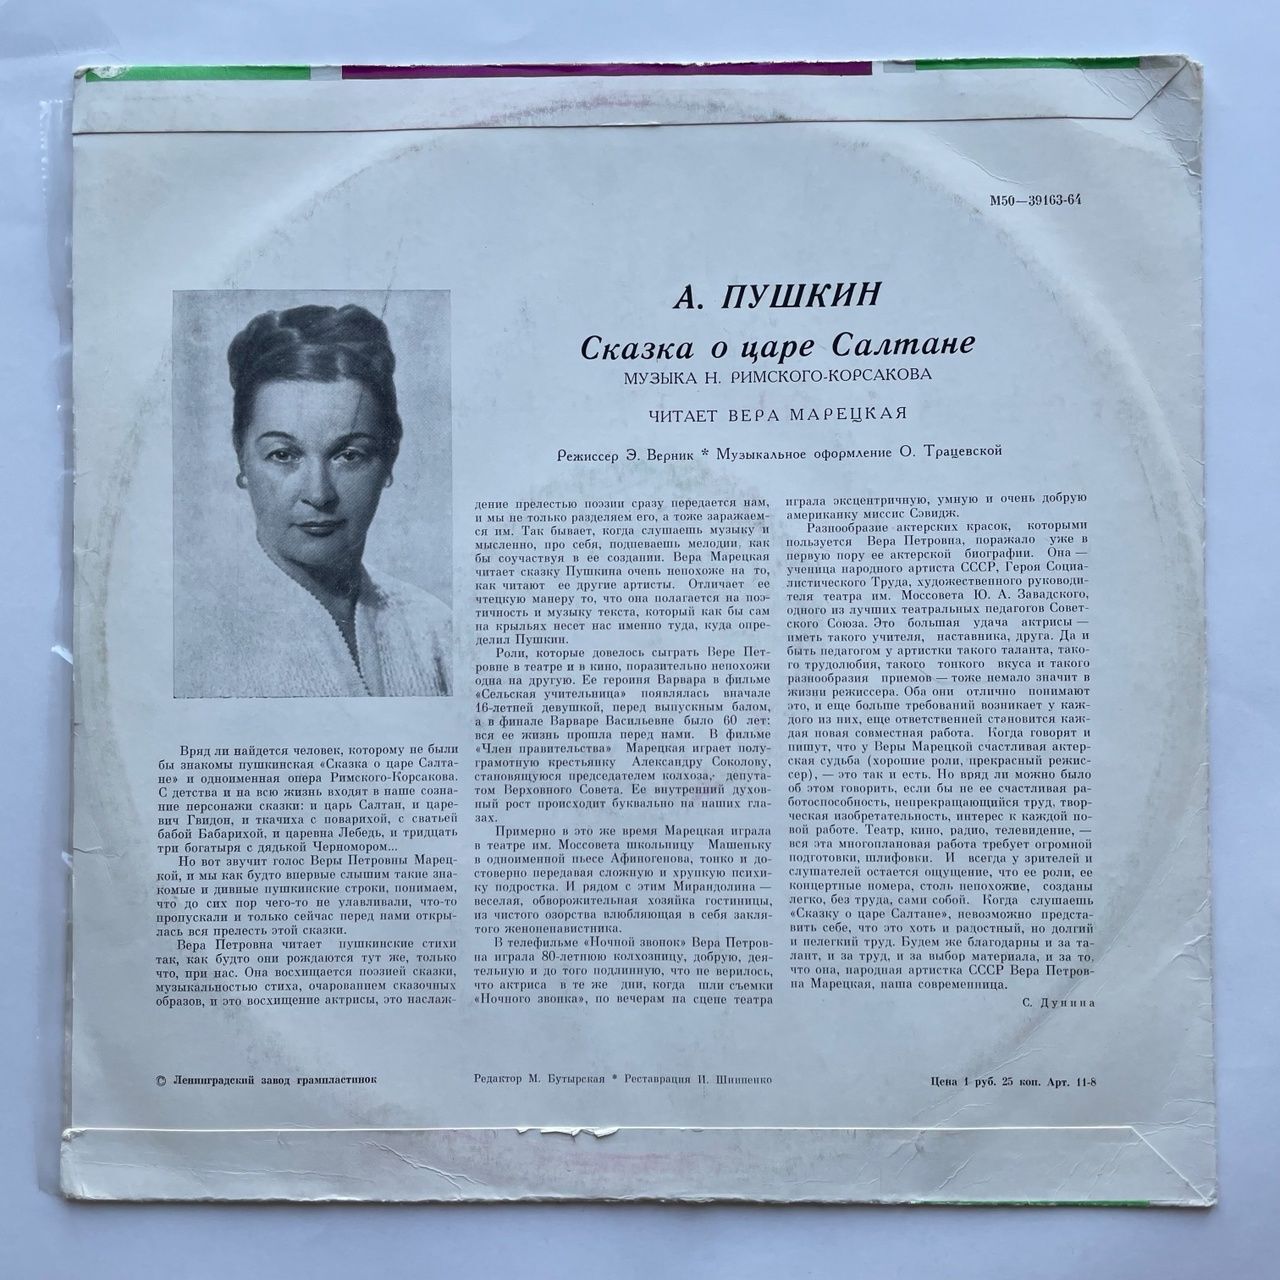 М50—39163-64
А. ПУШКИН
Сказка о царе Салтане
МУЗЫКА Н. РИМСКОГО-КОРСАКОВА
ЧИТАЕТ ВЕРА МАРЕЦКАЯ
Режиссер Э. Верник * Музыкальное оформление О. Трацевской
Вряд ли найдется человек, которому не были
бы знакомы пушкинская «Сказка о царе Салта-
не» и одноименная опера Римского-Корсакова.
С детства и на всю жизнь входят в наше созна-
ние персонажи сказки: и царь Салтан, и царе-
вич Гвидон, и ткачиха с поварихой, с сватьей
бабой Бабарихой, и царевна Лебедь, и тридцать
три богатыря с дядькой Черномором...
Но вот звучит голос Веры Петровны Марец-
кой, и мы как будто впервые слышим такие зна-
комые и дивные пушкинские строки, понимаем,
что до сих пор чего-то не улавливали, что-то
пропускали и только сейчас перед нами откры-
лась вся прелесть этой сказки.
Вера Петровна читает пушкинские стихи
так, как будто они рождаются тут же, только
что, при нас. Она восхищается поэзией сказки,
музыкальностью стиха, очарованием сказочных
образов, и это восхищение актрисы, это наслаж-
дение прелестью поэзии сразу передается нам,
и мы не только разделяем его, а тоже заражаем-
ся им. Так бывает, когда слушаешь музыку и
мысленно, про себя, подпеваешь мелодии, как
бы соучаствуя в ее создании. Вера Марецкая
читает сказку Пушкина очень непохоже на то,
как читают ее другие артисты. Отличает ее
чтецкую манеру то, что она полагается на поэ-
тичность и музыку текста, который как бы сам
на крыльях несет нас именно туда, куда опре-
делил Пушкин.
Роли, которые довелось сыграть Вере Пет-
ровне в театре и в кино, поразительно непохожи
одна на другую. Ее героиня Варвара в фильме
«Сельская учительница» появлялась вначале
16-летней девушкой, перед выпускным балом,
а в финале Варваре Васильевне было 60 лет:
вся ее жизнь прошла перед нами. В фильме
«Член правительства» Марецкая играет полу-
грамотную крестьянку Александру Соколову,
становящуюся председателем колхоза, депута-
том Верховного Совета. Ее внутренний духов-
ный рост происходит буквально на наших гла-
зах.
Примерно в это же время Марецкая играла
в театре им. Моссовета школьницу Машеньку
в одноименной пьесе Афиногенова, тонко и до-
стоверно передавая сложную и хрупкую психи-
ку подростка. И рядом с этим Мирандолина —
веселая, обворожительная хозяйка гостиницы,
из чистого озорства влюбляющая в себя закля-
того женоненавистника.
В телефильме «Ночной звонок» Вера Петров-
на играла 80-летнюю колхозницу, добрую, дея-
тельную и до того подлинную, что не верилось,
что актриса в те же дни, когда шли съемки
«Ночного звонка», по вечерам на сцене театра
играла эксцентричную, умную и очень добрую
американку миссис Сэвидж.
Разнообразие актерских красок, которыми
пользуется Вера Петровна, поражало уже в
первую пору ее актерской биографии. Она —
ученица народного артиста СССР, Героя Социа-
листического Труда, художественного руководи-
теля театра им. Моссовета Ю. А. Завадского,
одного из лучших театральных педагогов Совет-
ского Союза. Это большая удача актрисы —
иметь такого учителя, наставника, друга. Да и
быть педагогом у артистки такого таланта, тако-
го трудолюбия, такого тонкого вкуса и такого
разнообразия приемов — тоже немало значит в
жизни режиссера. Оба они отлично понимают
это, и еще больше требований возникает у каж-
дого из них, еще ответственней становится каж-
дая новая совместная работа. Когда говорят и
пишут, что у Веры Марецкой счастливая актер-
ская судьба (хорошие роли, прекрасный режис-
сер), — это так и есть. Но вряд ли можно было
об этом говорить, если бы не ее счастливая ра-
ботоспособность, непрекращающийся труд, твор-
ческая изобретательность, интерес к каждой но-
вой работе. Театр, кино, радио, телевидение, —
вся эта многоплановая работа требует огромной
подготовки, шлифовки. И всегда у зрителей и
слушателей остается ощущение, что ее роли, ее
концертные номера, столь непохожие, созданы
легко, без труда, сами собой. Когда слушаешь
«Сказку о царе Салтане», невозможно предста-
вить себе, что это хоть и радостный, но долгий
и нелегкий труд. Будем же благодарны и за та-
лант, и за труд, и за выбор материала, и за то,
что она, народная артистка СССР Вера Петров-
на Марецкая, наша современница.
С. Дунина
© Ленинградский завод грампластинок
Редактор М. Бутырская * Реставрация И. Шиппенко
Цена 1 руб. 25 коп. Арт. 11-8